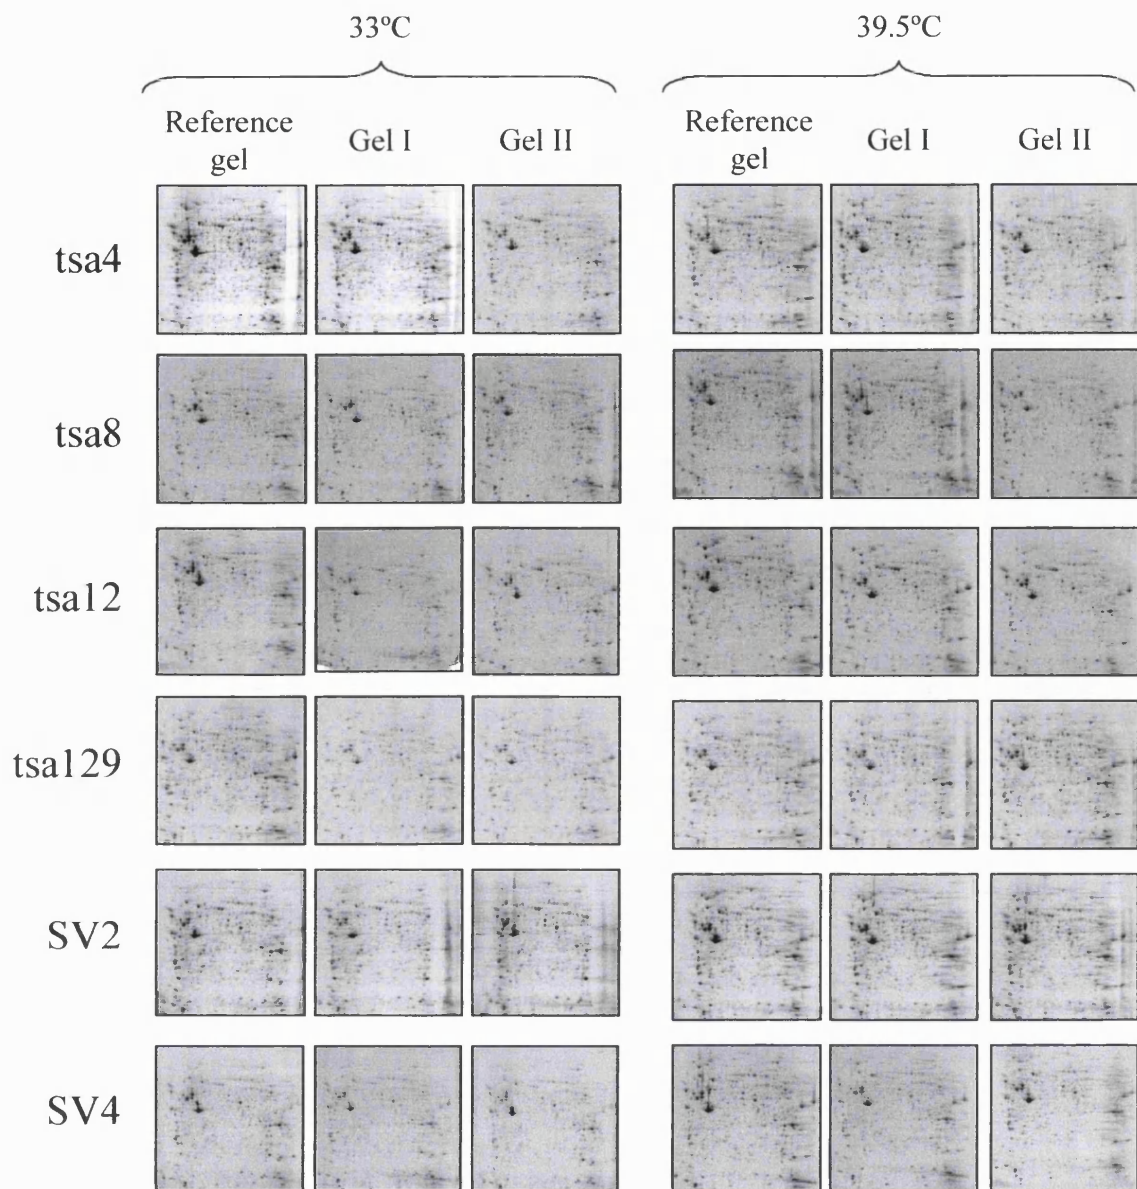 33ºC 39.5ºC
Reference gel Gel I Gel II Reference gel Gel I Gel II
tsa4
tsa8
tsa12
tsa129
SV2
SV4